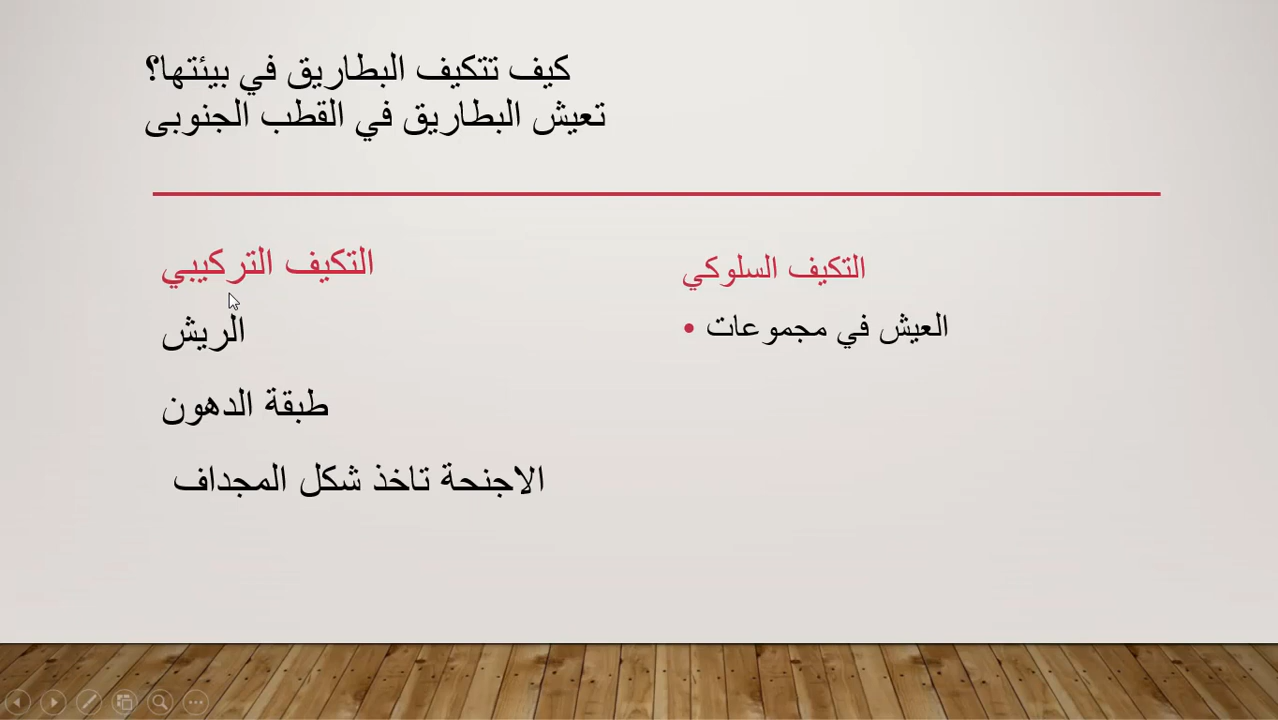 كيف تتكيف البطاريق في بيئتها؟
تعيش البطاريق في القطب الجنوبى
التكيف السلوكي
• العيش في مجموعات
التكيف التركيبي
الريش
طبقة الدهون
الاجنحة تاخذ شكل المجداف